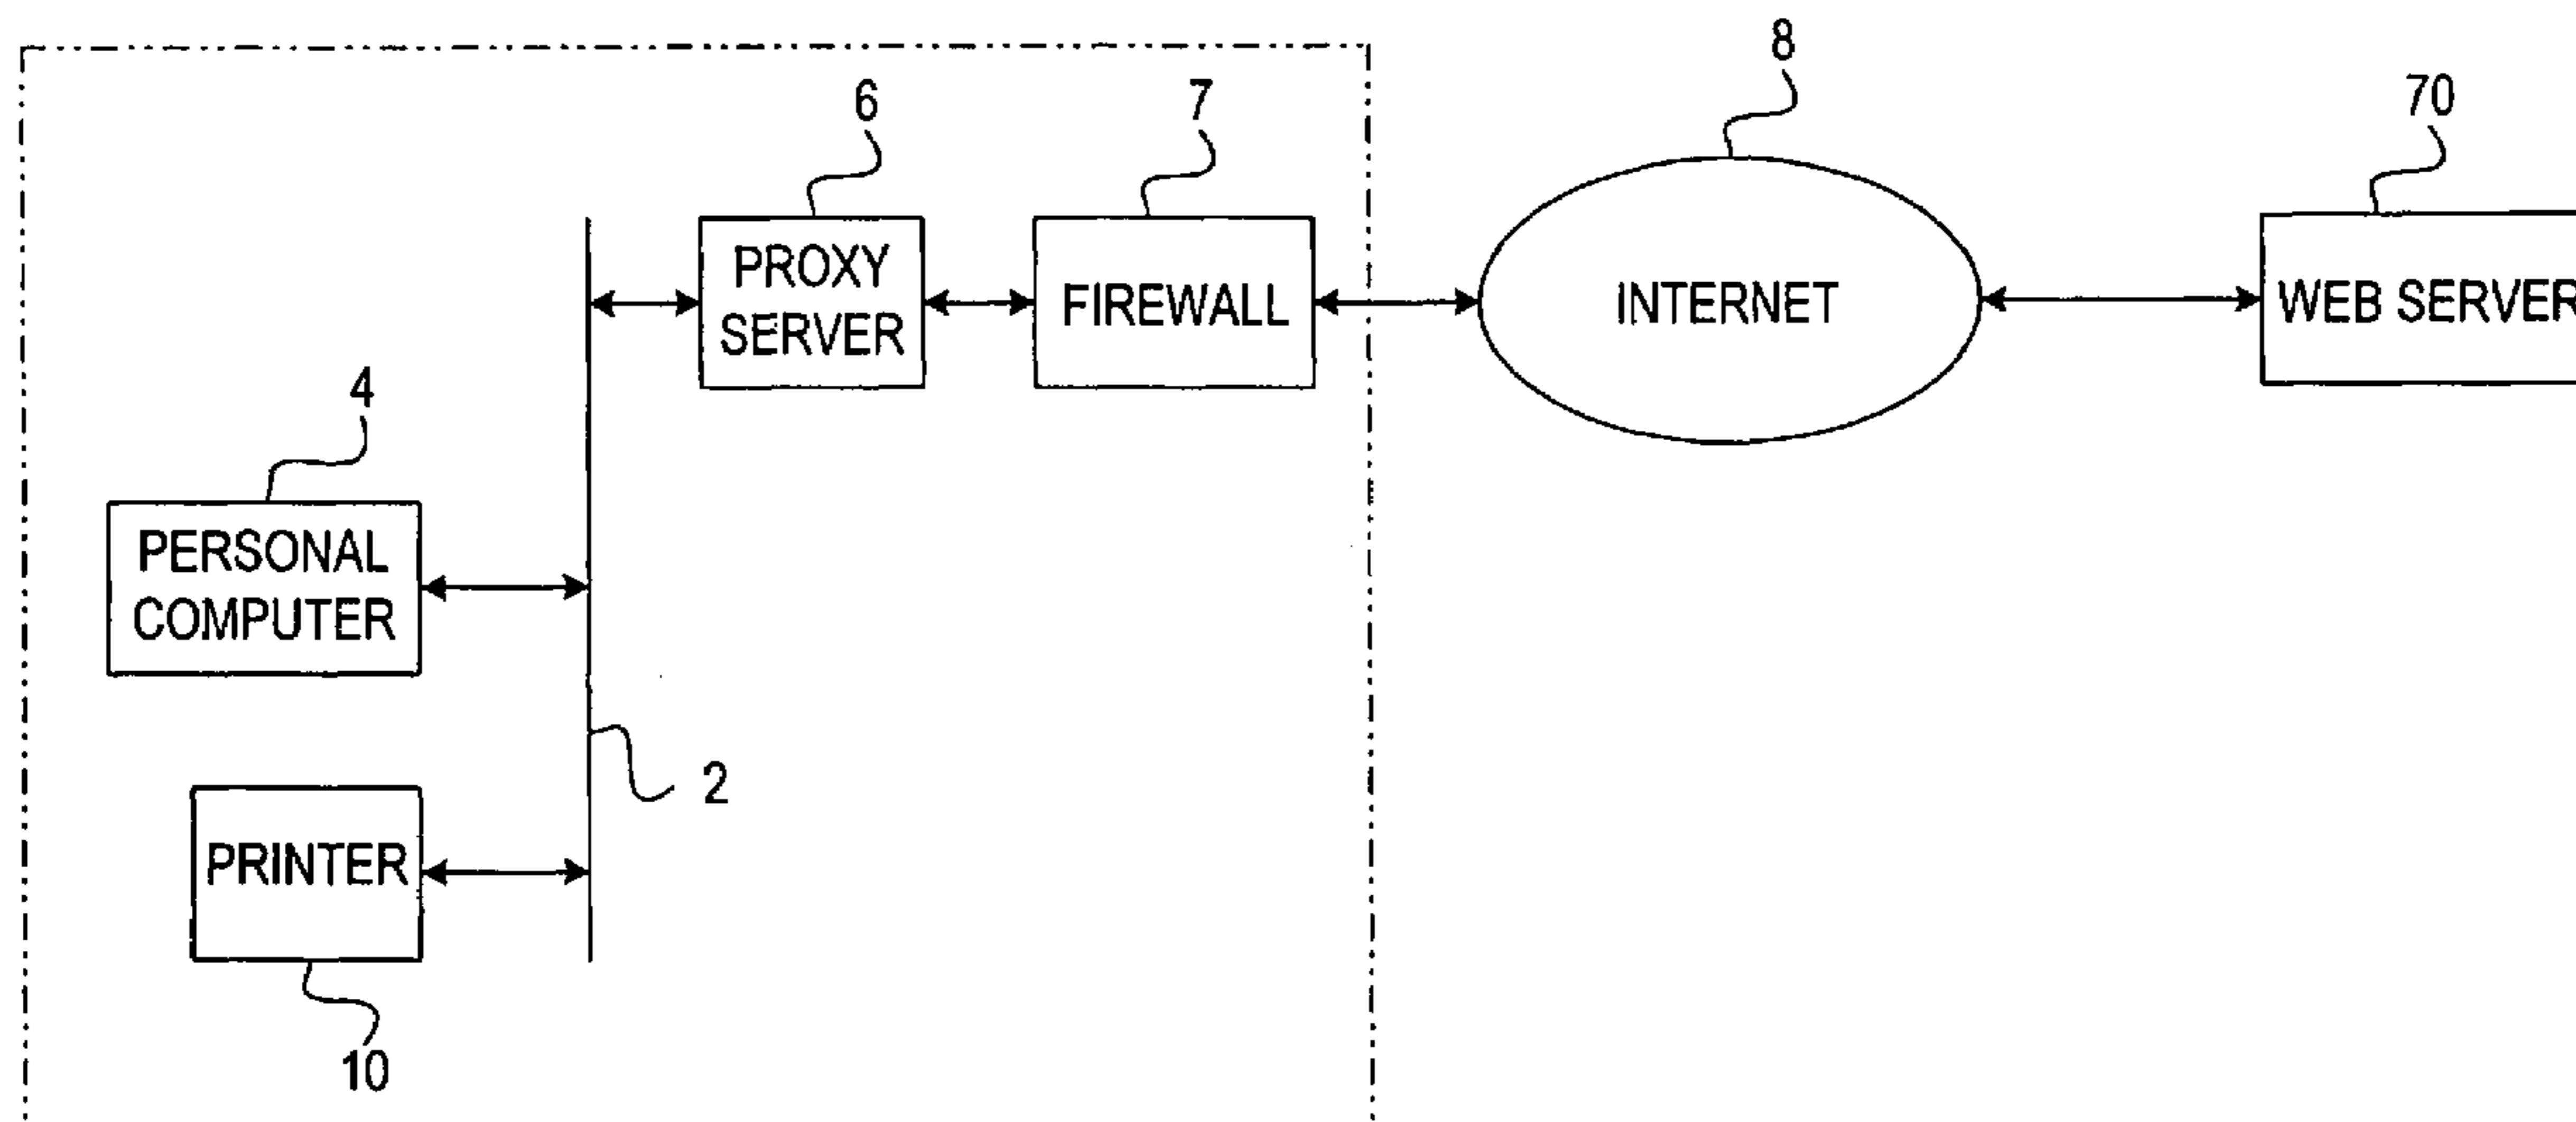 8
6
7
70
PROXY
SERVER
FIREWALL
INTERNET
WEB SERVER
4
PERSONAL
COMPUTER
2
PRINTER
10